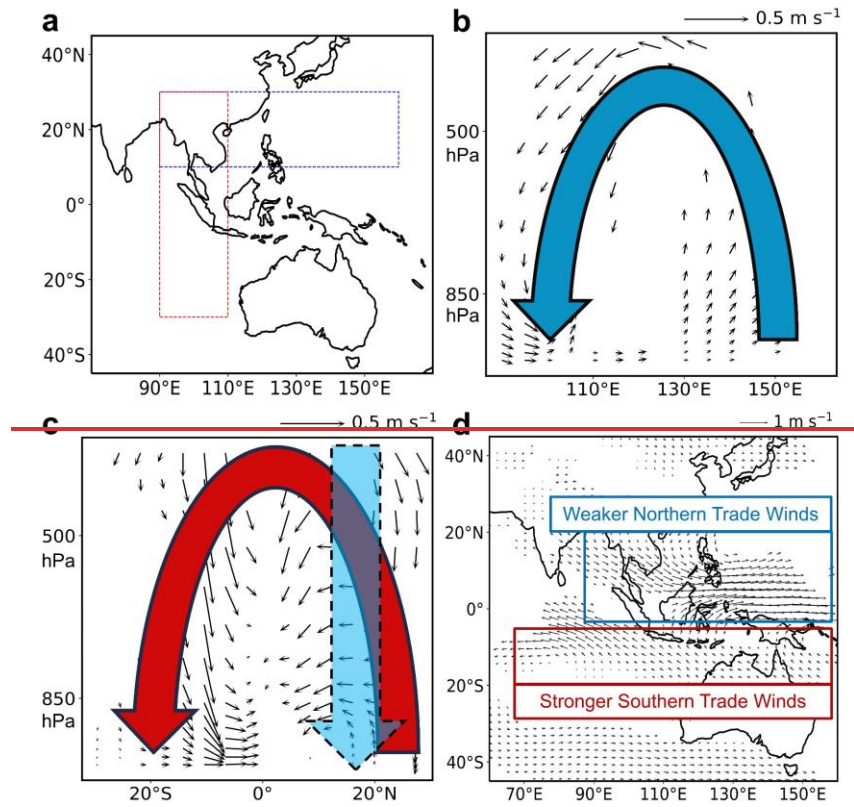 a
b
0.5 m s⁻¹
40°N
20°N
0°
20°S
40°S
90°E 110°E 130°E 150°E
500
hPa
850
hPa
110°E 130°E 150°E
c
0.5 m s⁻¹
d
1 m s⁻¹
500
hPa
850
hPa
20°S 0° 20°N
40°N
20°N
0°
20°S
40°S
Weaker Northern Trade Winds
Stronger Southern Trade Winds
70°E 90°E 110°E 130°E 150°E